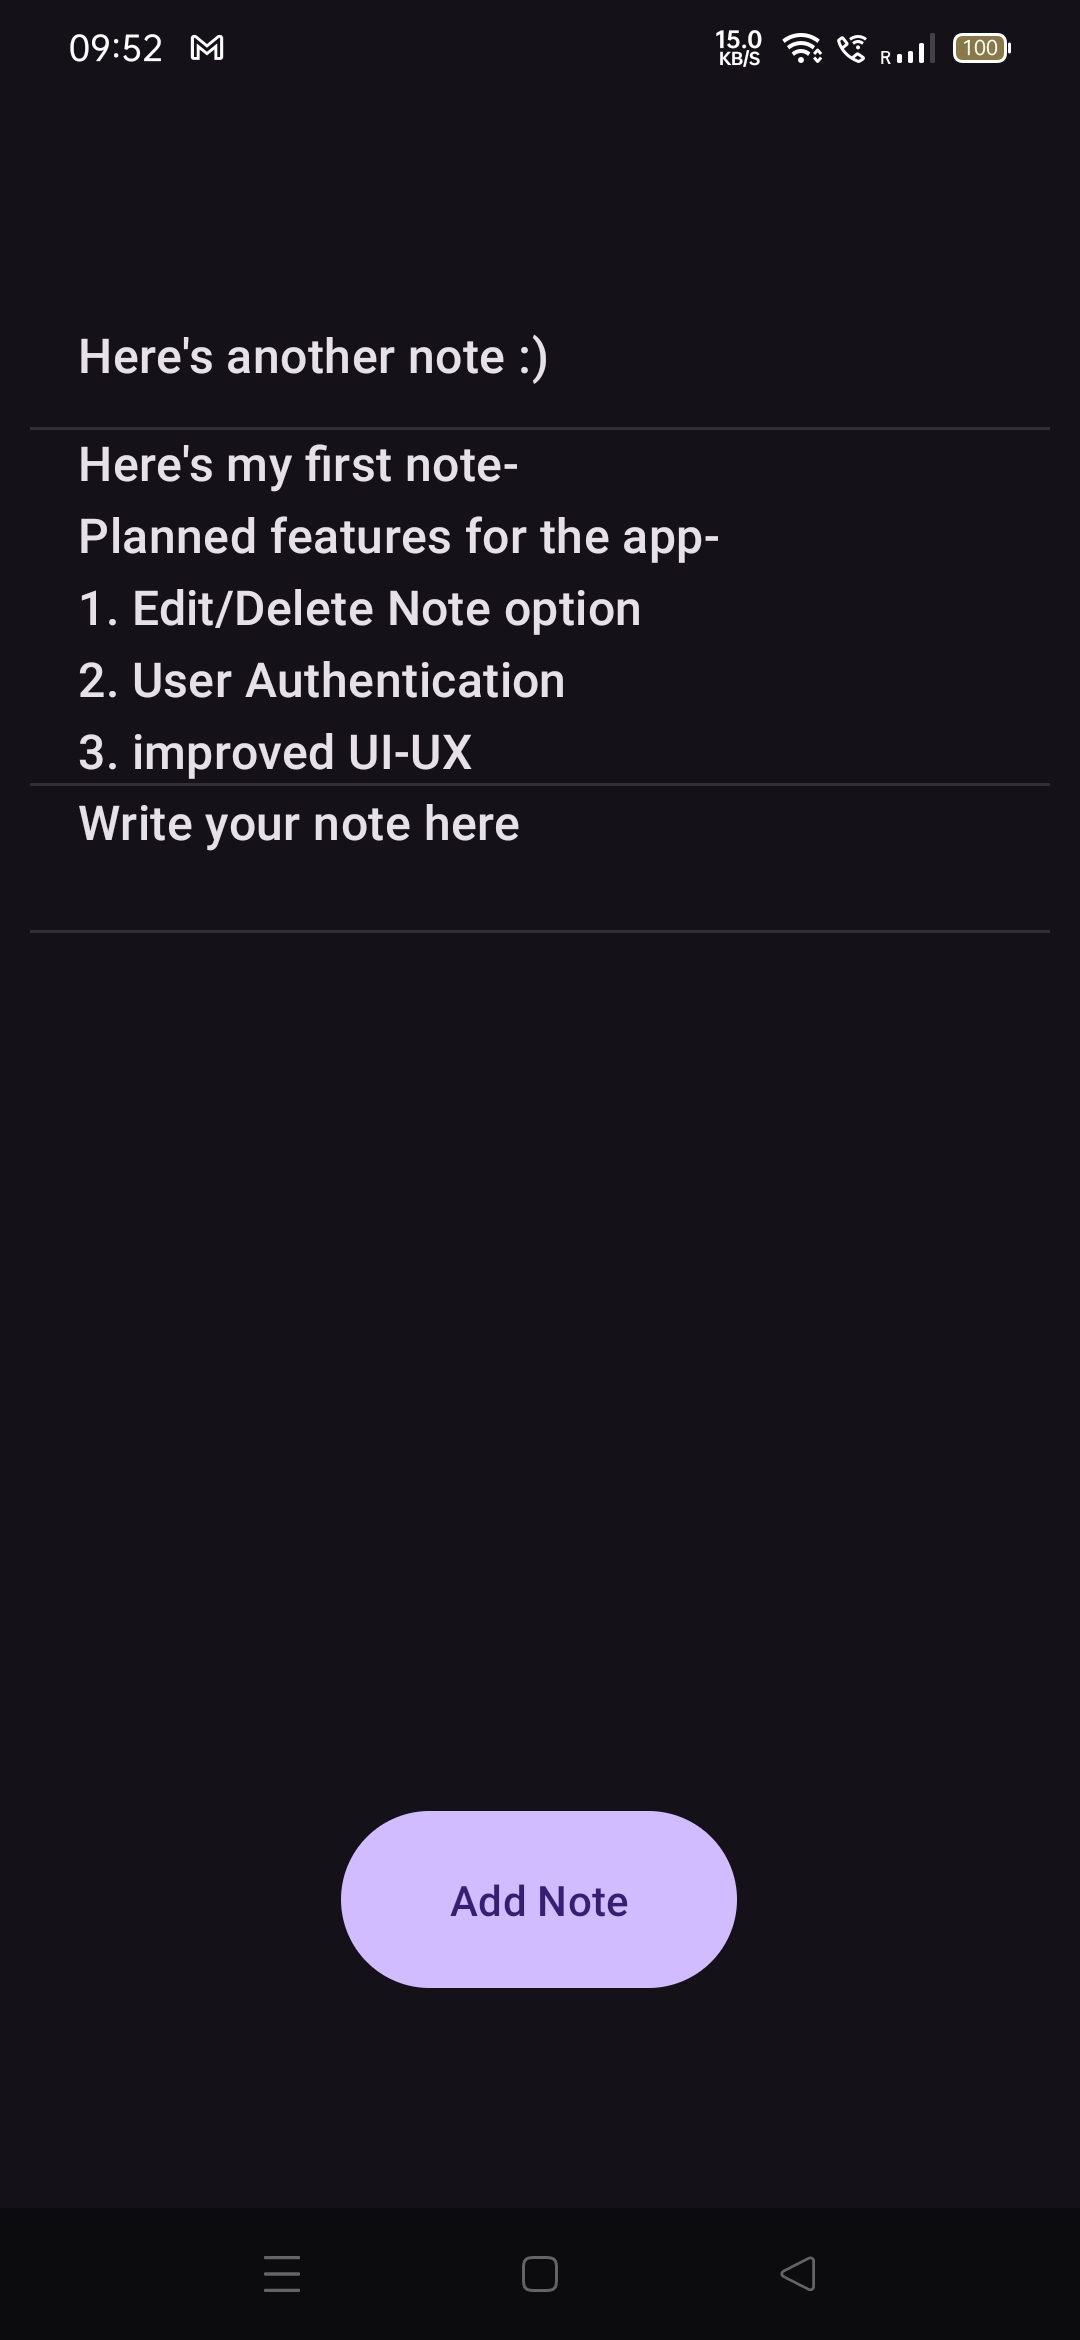 09:52
15.0
KB/S
R
100
Here's another note :)
Here's my first note-
Planned features for the app-
1. Edit/Delete Note option
2. User Authentication
3. improved UI-UX
Write your note here
Add Note